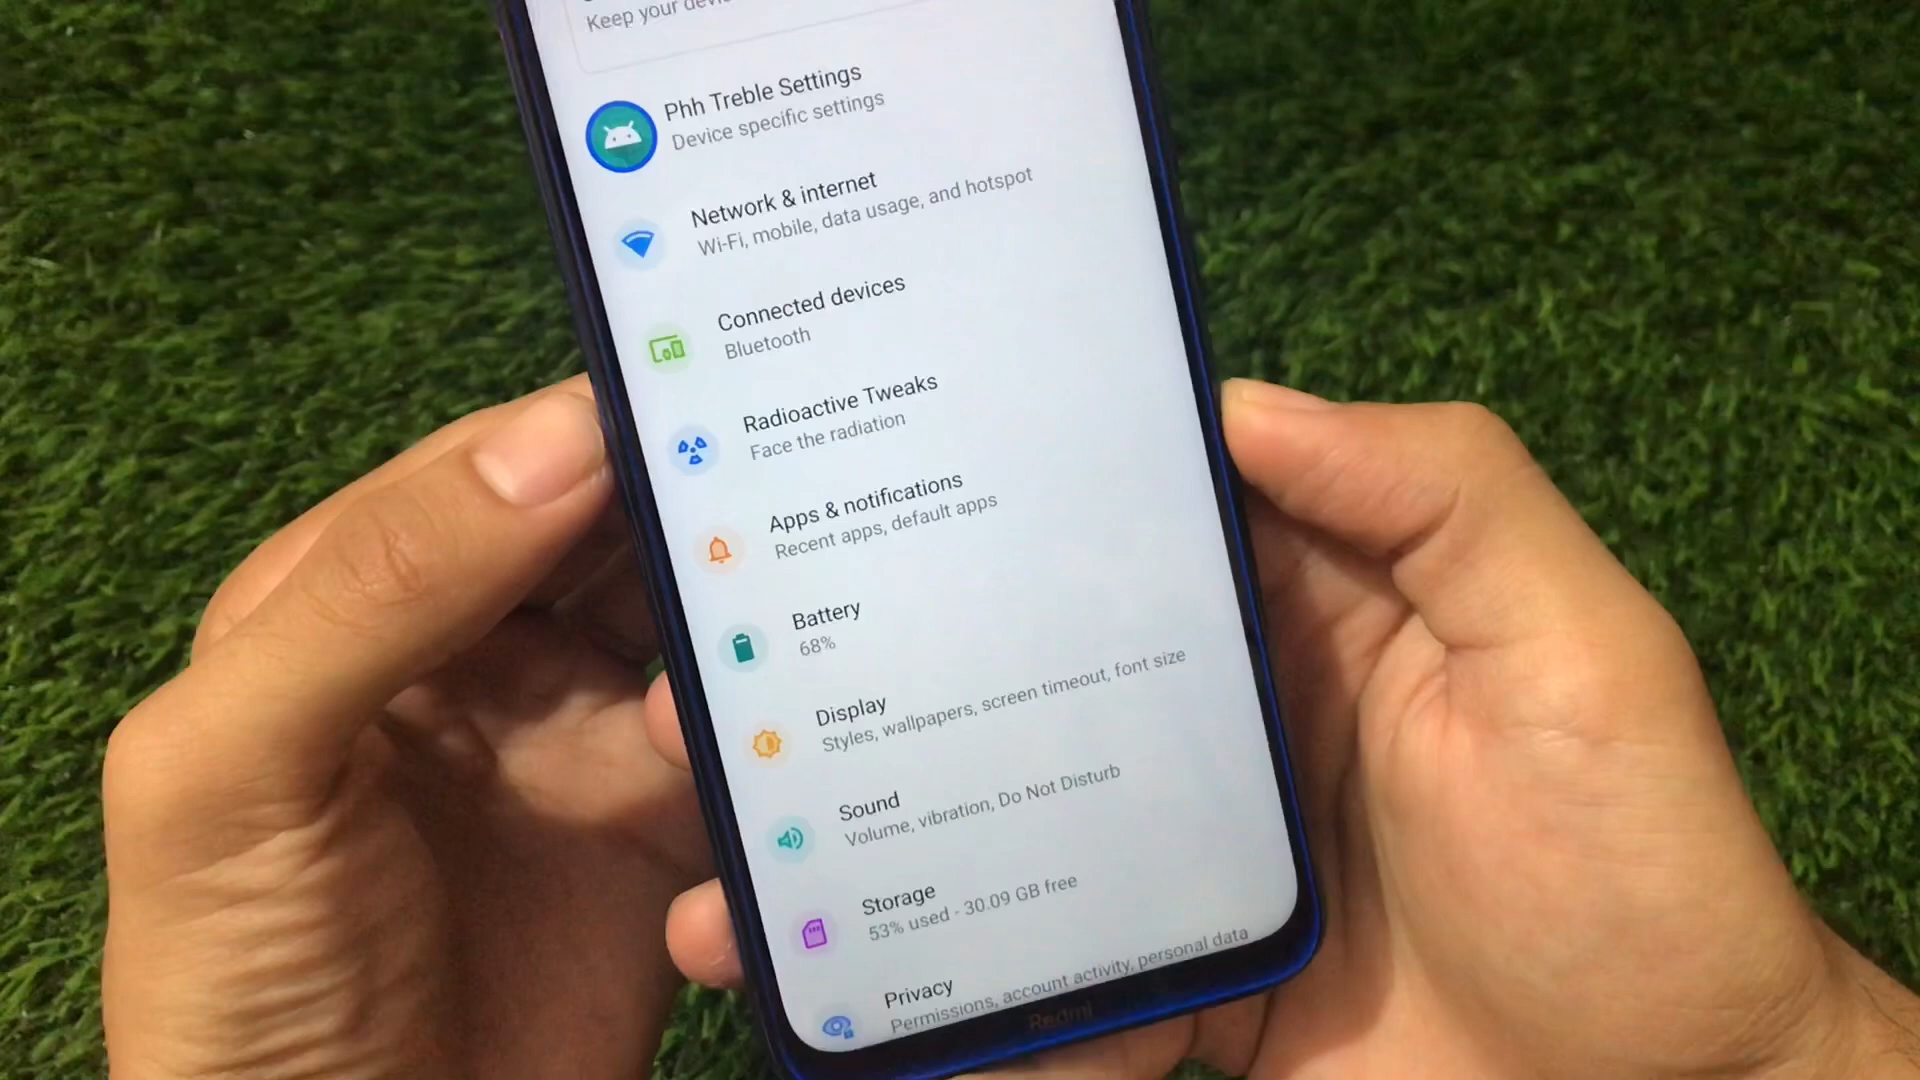 Keep your
Phh Treble Settings
Device specific settings
Network & internet
Wi-Fi, mobile, data usage, and hotspot
Connected devices
Bluetooth
Radioactive Tweaks
Face the radiation
Apps & notifications
Recent apps, default apps
Battery
68%
Display
Styles, wallpapers, screen timeout, font size
Sound
Volume, vibration, Do Not Disturb
Storage
53% used - 30.09 GB free
Privacy
Permissions, account activity, personal data
Redmi